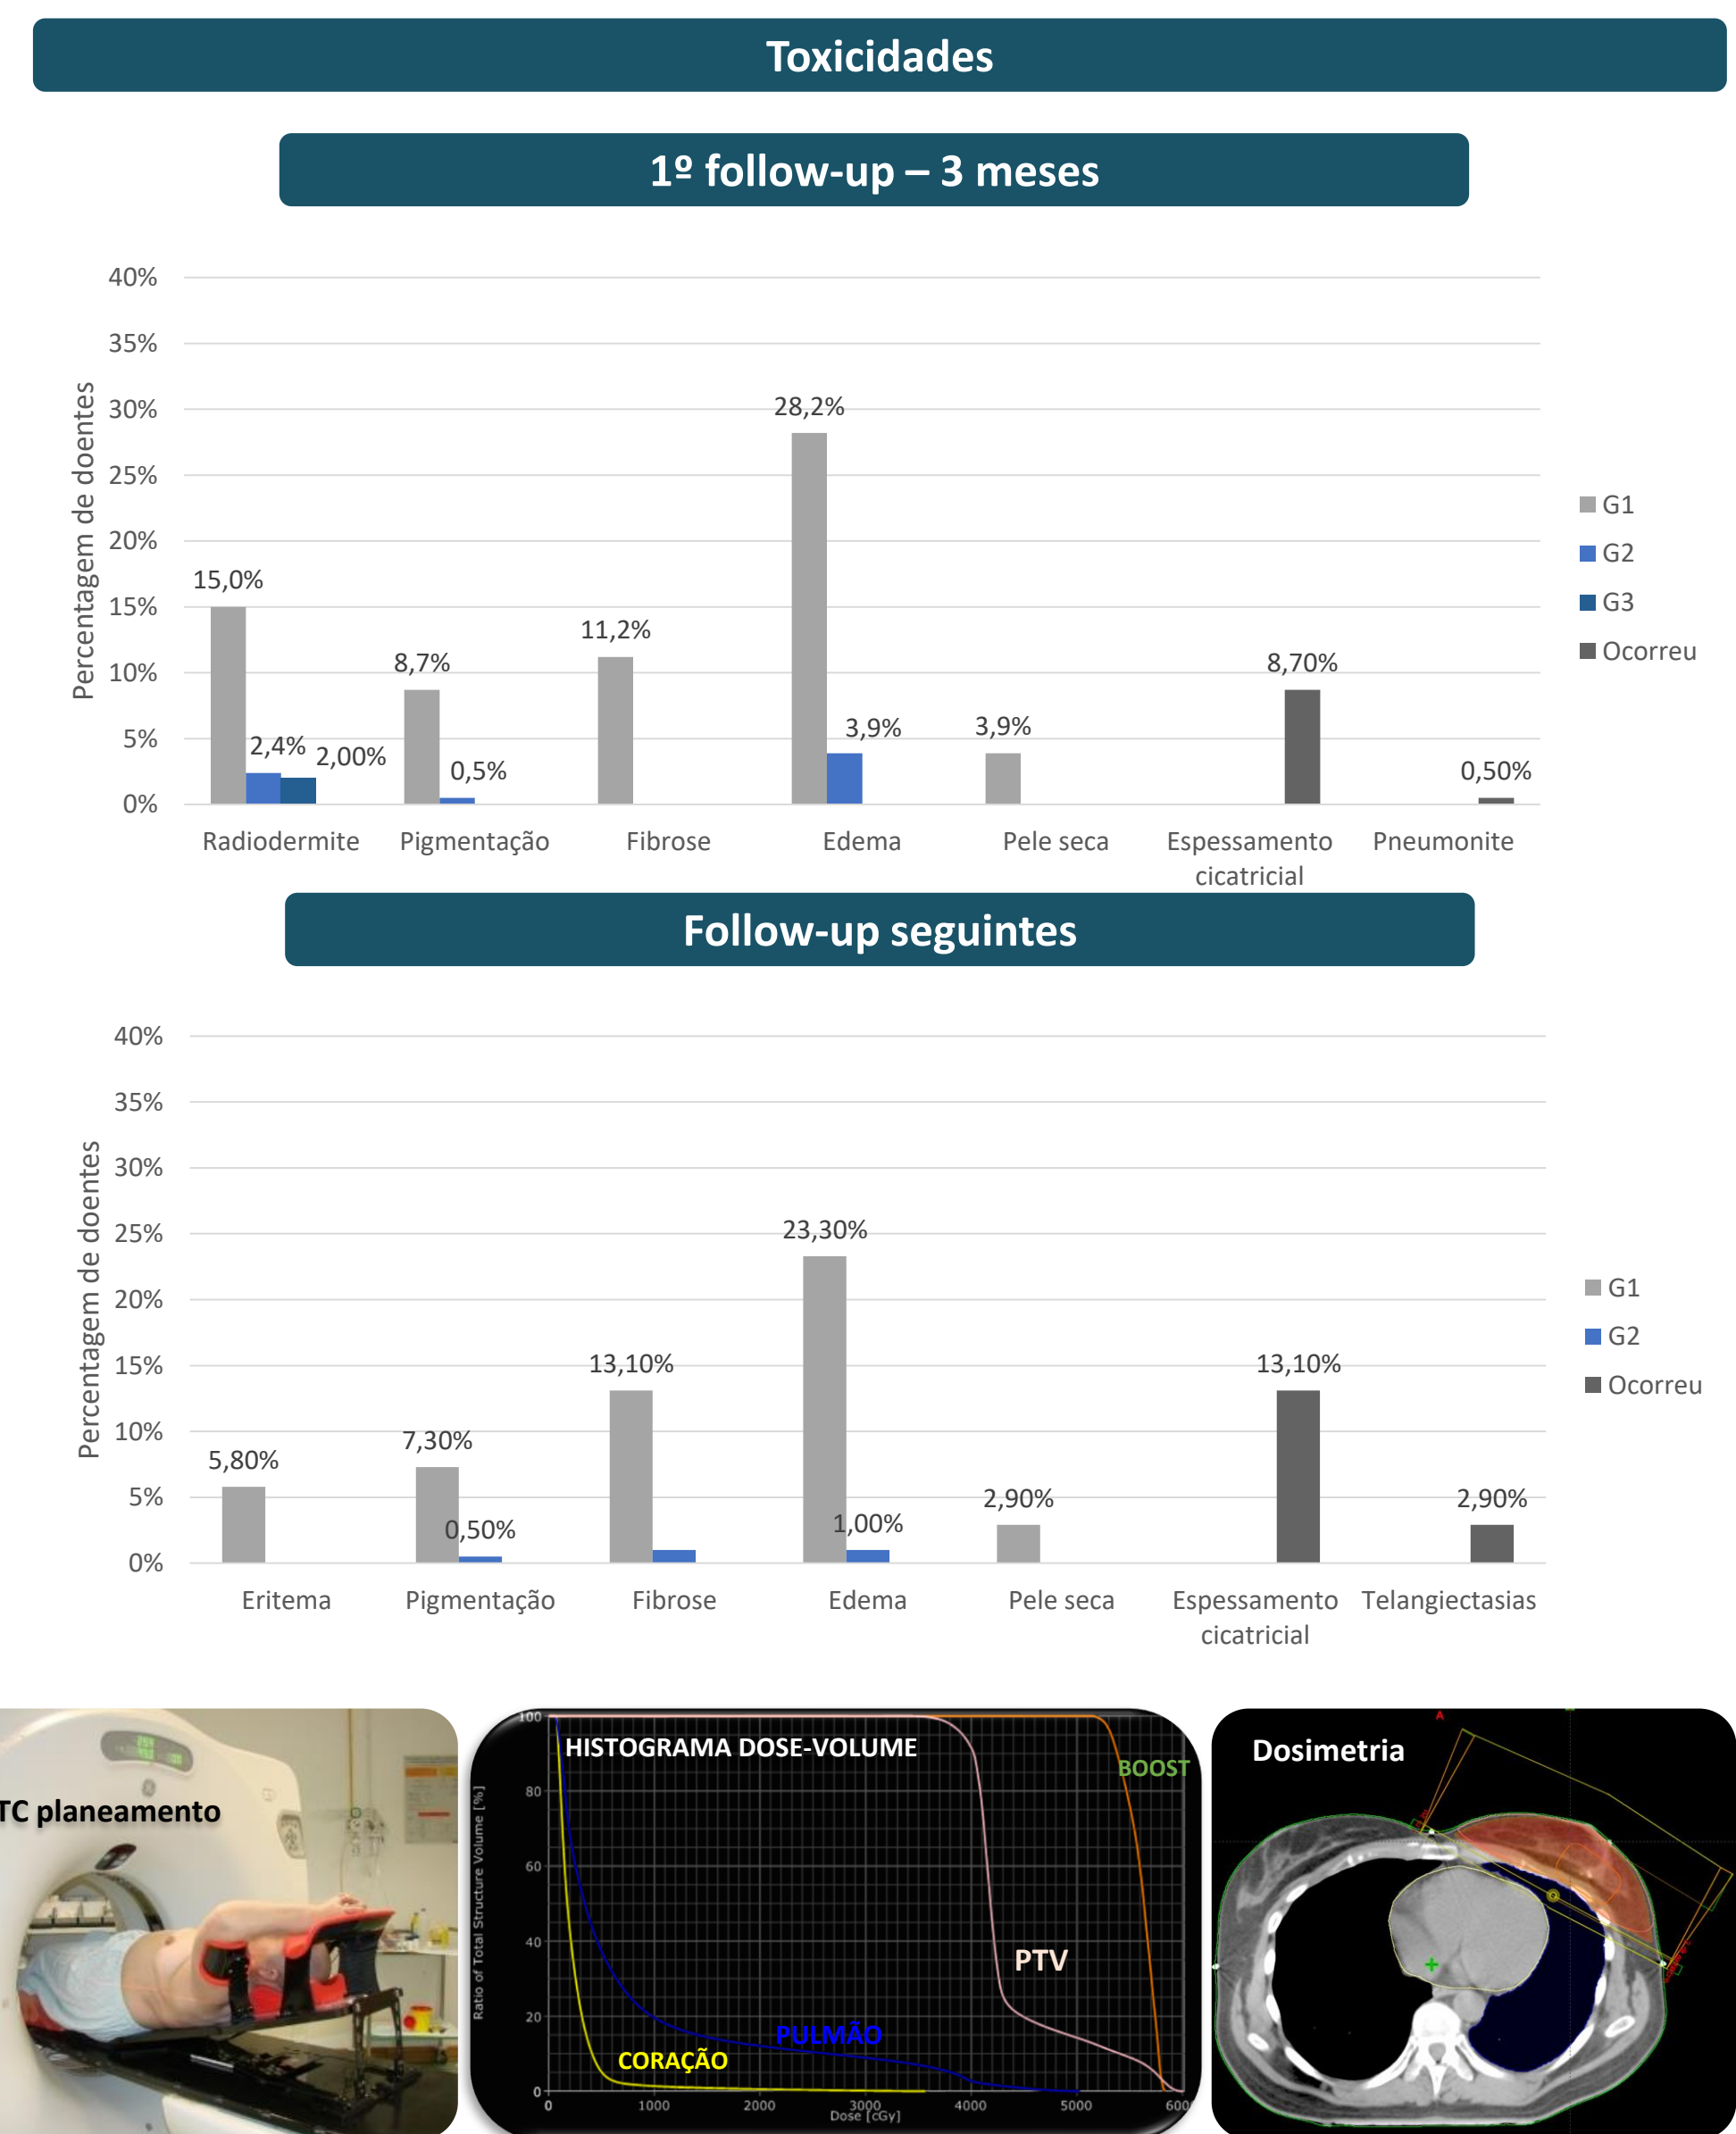 Toxicidades
1º follow-up – 3 meses
Percentagem de doentes
40%
35%
30%
25%
20%
15%
10%
5%
0%
15,0%
2,4%
2,00%
8,7%
0,5%
11,2%
28,2%
3,9%
3,9%
8,70%
0,50%
Radiodermite
Pigmentação
Fibrose
Edema
Pele seca
Espessamento
cicatricial
Pneumonite
G1
G2
G3
Ocorreu
Follow-up seguintes
Percentagem de doentes
40%
35%
30%
25%
20%
15%
10%
5%
0%
5,80%
7,30%
0,50%
13,10%
23,30%
1,00%
2,90%
13,10%
2,90%
Eritema
Pigmentação
Fibrose
Edema
Pele seca
Espessamento
cicatricial
Telangiectasias
G1
G2
Ocorreu
TC planeamento
HISTOGRAMA DOSE-VOLUME
BOOST
PTV
PULMÃO
CORAÇÃO
Ratio of Total Structure Volume [%]
100
80
60
40
20
0
0
1000
2000
3000
4000
5000
Dose [cGy]
Dosimetria
A